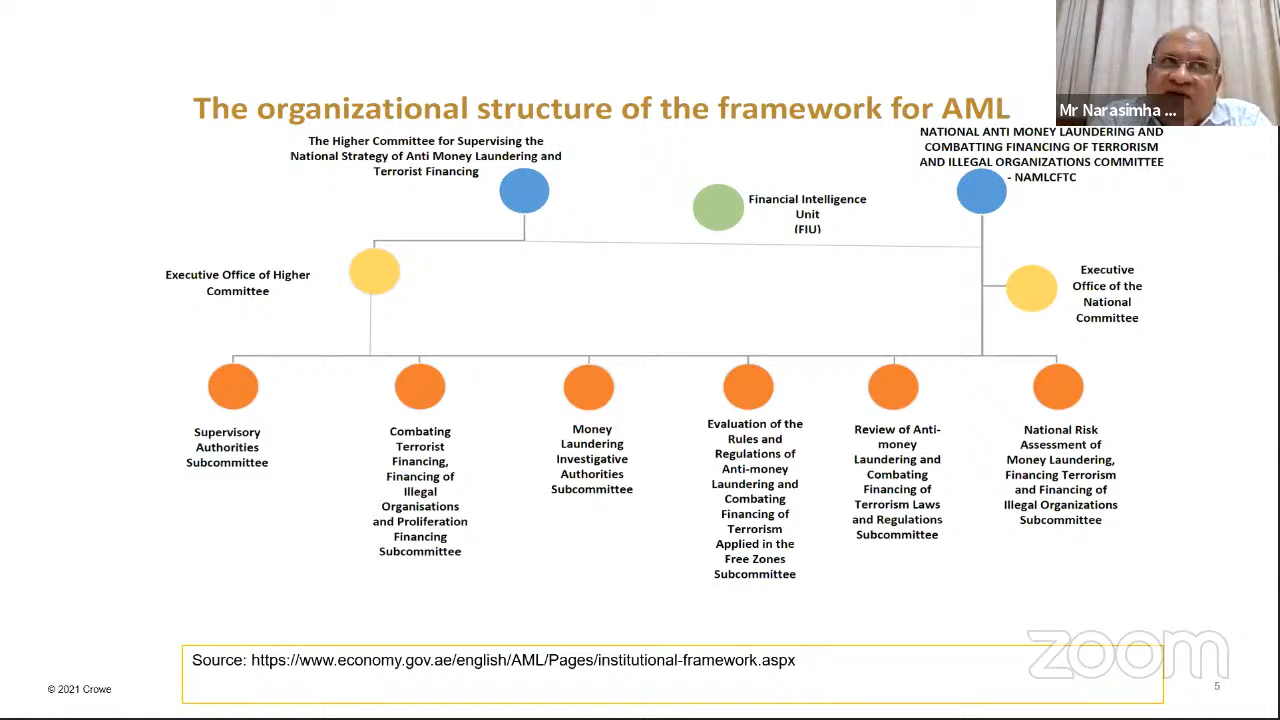 The organizational structure of the framework for AML
Mr Narasimha ...
The Higher Committee for Supervising the
National Strategy of Anti Money Laundering and
Terrorist Financing
NATIONAL ANTI MONEY LAUNDERING AND
COMBATTING FINANCING OF TERRORISM
AND ILLEGAL ORGANIZATIONS COMMITTEE
- NAMLCFTC
Financial Intelligence
Unit
(FIU)
Executive Office of Higher
Committee
Executive
Office of the
National
Committee
Supervisory
Authorities
Subcommittee
Combating
Terrorist
Financing,
Financing of
Illegal
Organisations
and Proliferation
Financing
Subcommittee
Money
Laundering
Investigative
Authorities
Subcommittee
Evaluation of the
Rules and
Regulations of
Anti-money
Laundering and
Combating
Financing of
Terrorism
Applied in the
Free Zones
Subcommittee
Review of Anti-
money
Laundering and
Combating
Financing of
Terrorism Laws
and Regulations
Subcommittee
National Risk
Assessment of
Money Laundering,
Financing Terrorism
and Financing of
Illegal Organizations
Subcommittee
Source: https://www.economy.gov.ae/english/AML/Pages/institutional-framework.aspx
zoom
© 2021 Crowe
5